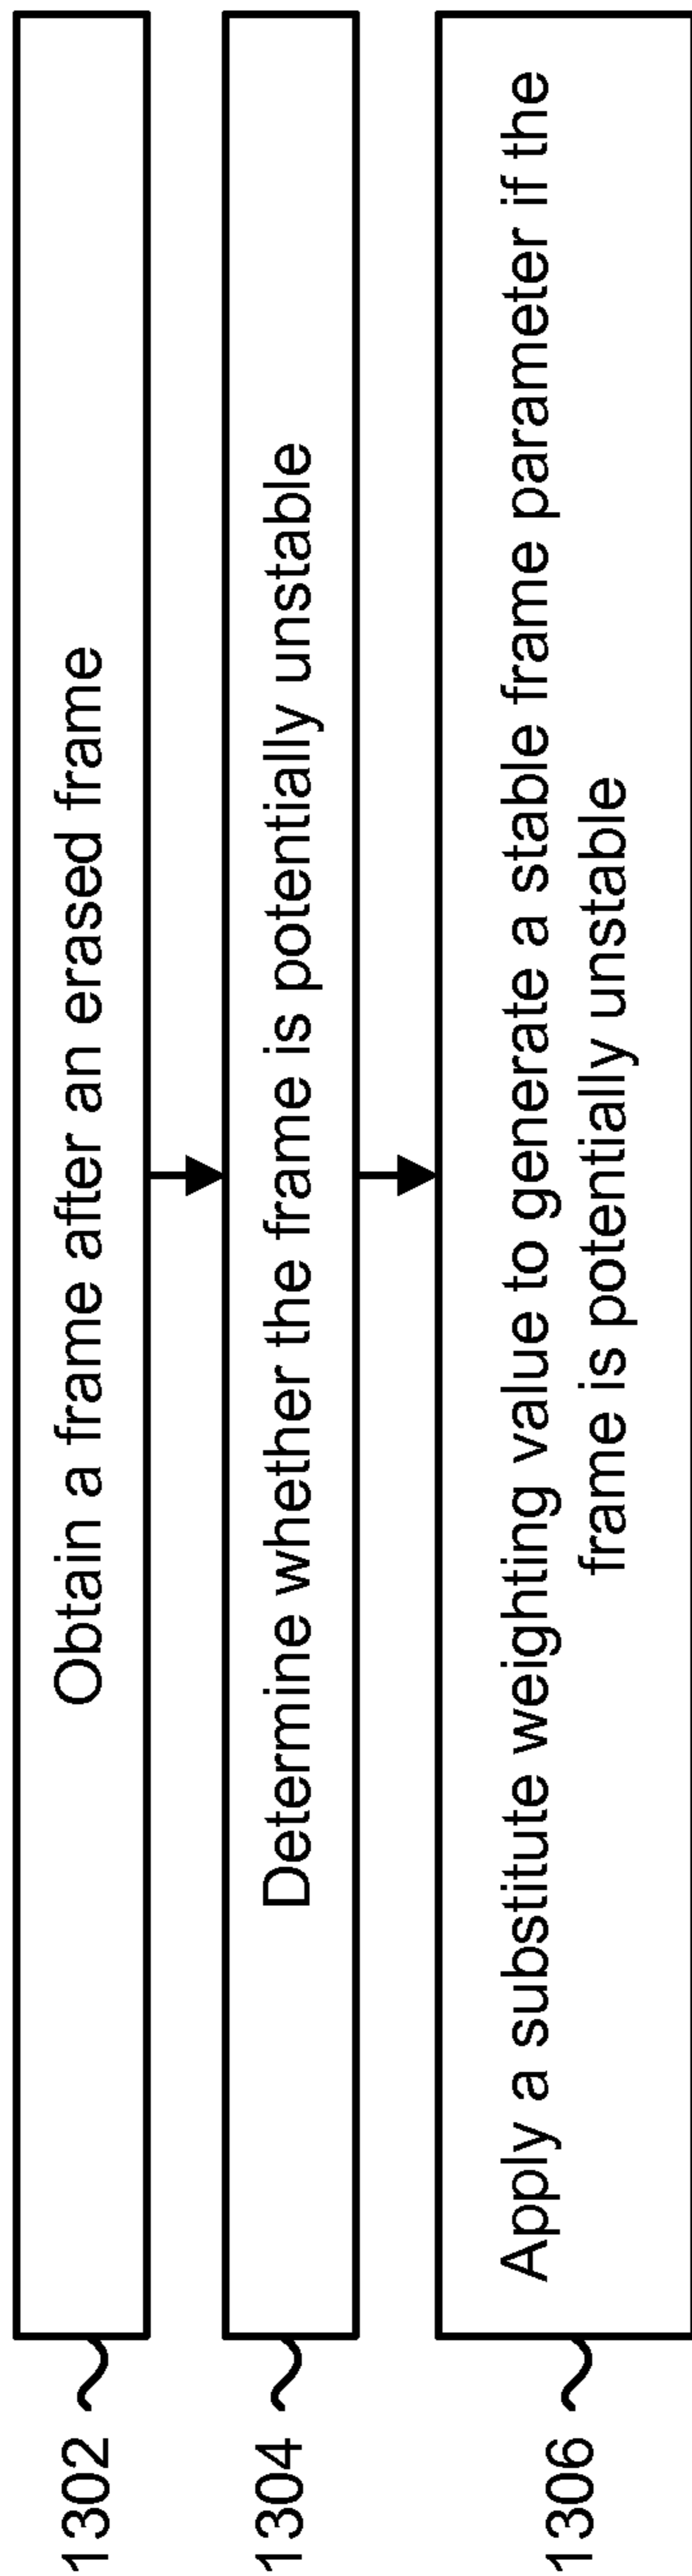 1302
Obtain a frame after an erased frame
1304
Determine whether the frame is potentially unstable
1306
Apply a substitute weighting value to generate a stable frame parameter if the
frame is potentially unstable